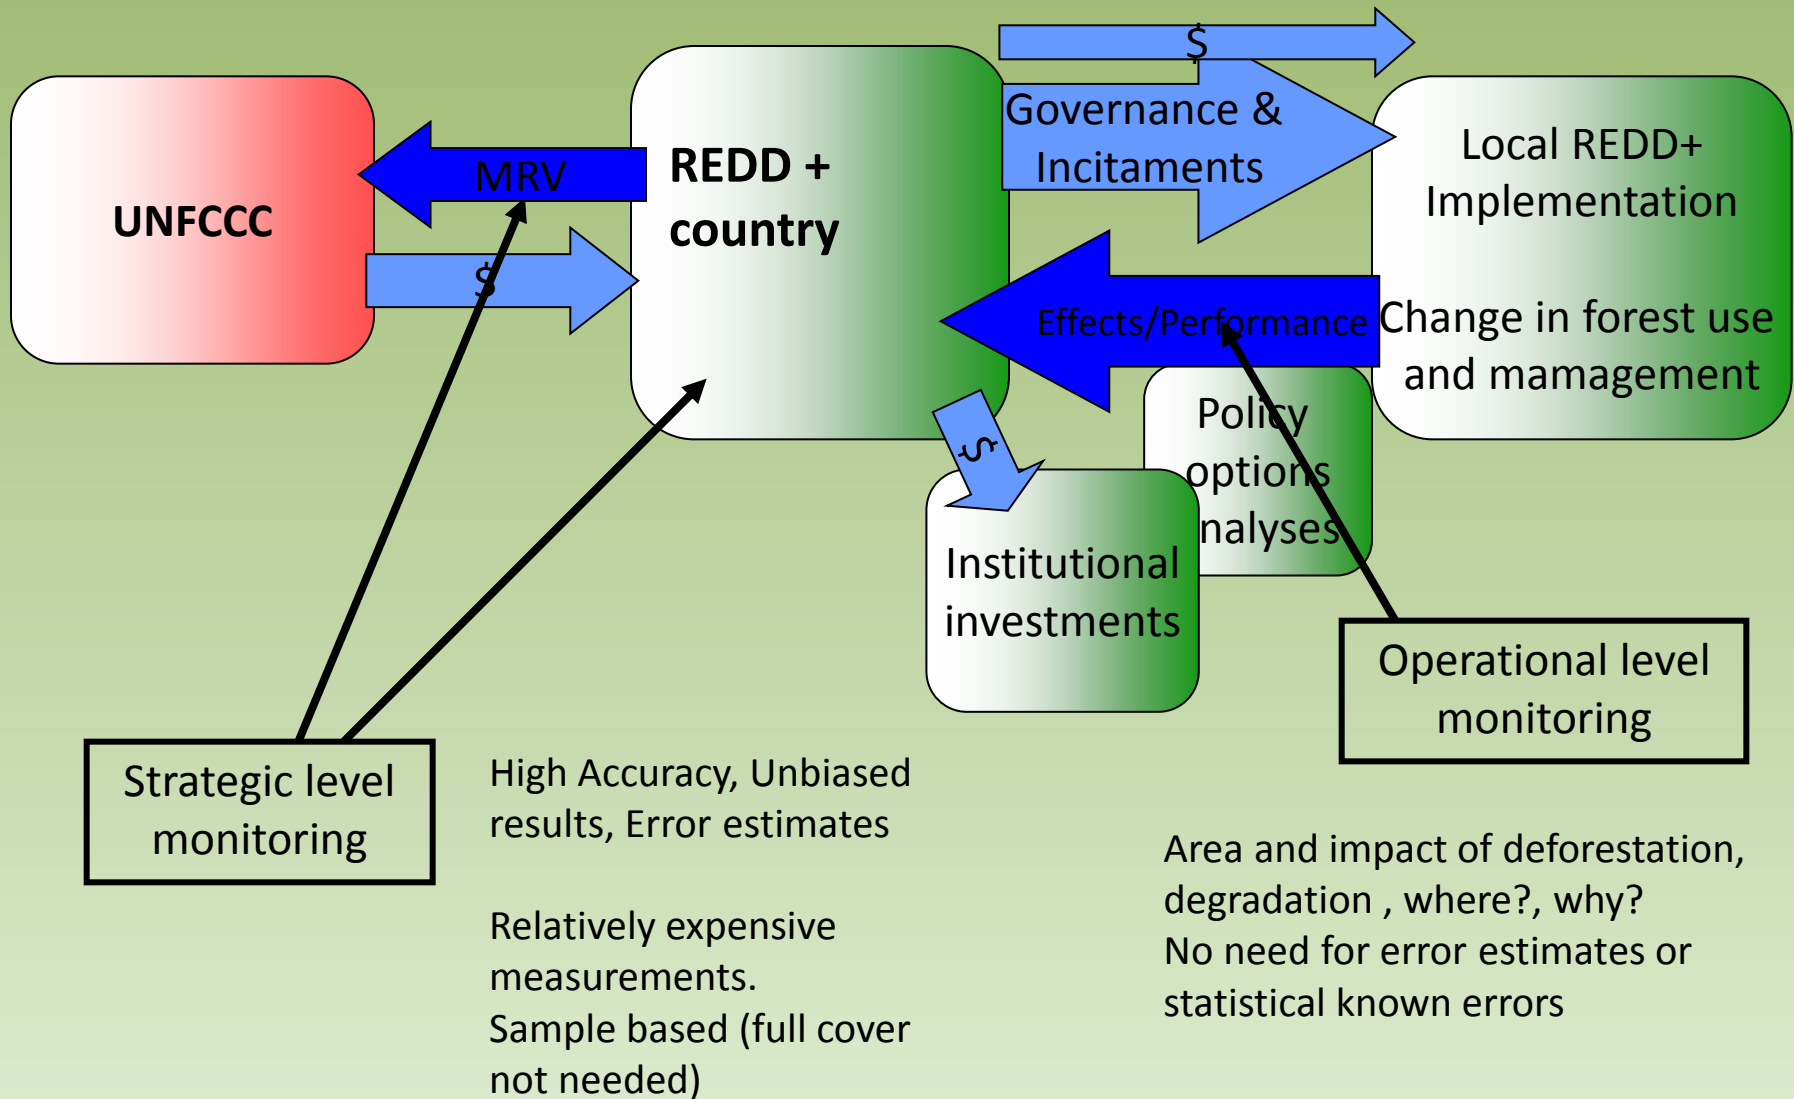 $
Governance &
Incitaments
UNFCCC
MRV
$
REDD +
country
Local REDD+
Implementation
Change in forest use
and mamagement
Effects/Performance
$
Policy
options
nalyses
Institutional
investments
Strategic level
monitoring
High Accuracy, Unbiased
results, Error estimates
Relatively expensive
measurements.
Sample based (full cover
not needed)
Operational level
monitoring
Area and impact of deforestation,
degradation , where?, why?
No need for error estimates or
statistical known errors